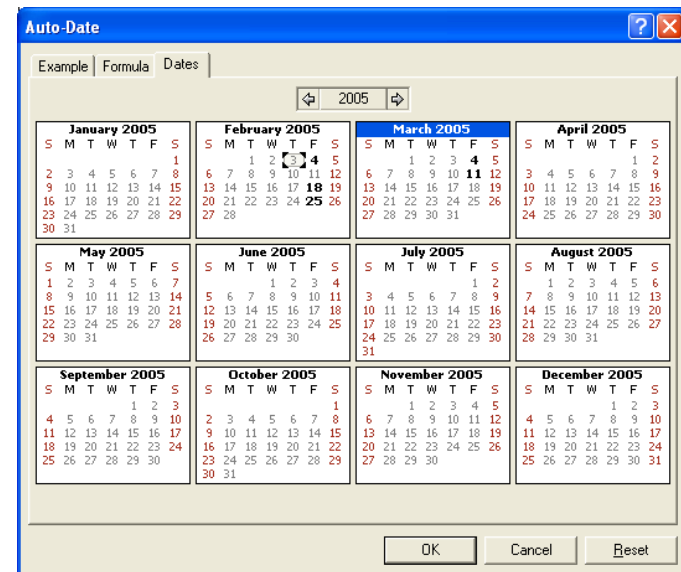 Auto-Date
Example Formula Dates
2005
January 2005
S M T W T F S
1
2 3 4 5 6 7 8
9 10 11 12 13 14 15
16 17 18 19 20 21 22
23 24 25 26 27 28 29
30 31
February 2005
S M T W T F S
1 2 3 4 5
6 7 8 9 10 11 12
13 14 15 16 17 18 19
20 21 22 23 24 25 26
27 28
March 2005
S M T W T F S
1 2 3 4 5
6 7 8 9 10 11 12
13 14 15 16 17 18 19
20 21 22 23 24 25 26
27 28 29 30 31
April 2005
S M T W T F S
1 2
3 4 5 6 7 8 9
10 11 12 13 14 15 16
17 18 19 20 21 22 23
24 25 26 27 28 29 30
May 2005
S M T W T F S
1 2 3 4 5 6 7
8 9 10 11 12 13 14
15 16 17 18 19 20 21
22 23 24 25 26 27 28
29 30 31
June 2005
S M T W T F S
1 2 3 4
5 6 7 8 9 10 11
12 13 14 15 16 17 18
19 20 21 22 23 24 25
26 27 28 29 30
July 2005
S M T W T F S
1 2
3 4 5 6 7 8 9
10 11 12 13 14 15 16
17 18 19 20 21 22 23
24 25 26 27 28 29 30
31
August 2005
S M T W T F S
1 2 3 4 5 6
7 8 9 10 11 12 13
14 15 16 17 18 19 20
21 22 23 24 25 26 27
28 29 30 31
September 2005
S M T W T F S
1 2 3
4 5 6 7 8 9 10
11 12 13 14 15 16 17
18 19 20 21 22 23 24
25 26 27 28 29 30
October 2005
S M T W T F S
1
2 3 4 5 6 7 8
9 10 11 12 13 14 15
16 17 18 19 20 21 22
23 24 25 26 27 28 29
30 31
November 2005
S M T W T F S
1 2 3 4 5
6 7 8 9 10 11 12
13 14 15 16 17 18 19
20 21 22 23 24 25 26
27 28 29 30
December 2005
S M T W T F S
1 2 3
4 5 6 7 8 9 10
11 12 13 14 15 16 17
18 19 20 21 22 23 24
25 26 27 28 29 30 31
OK Cancel Reset